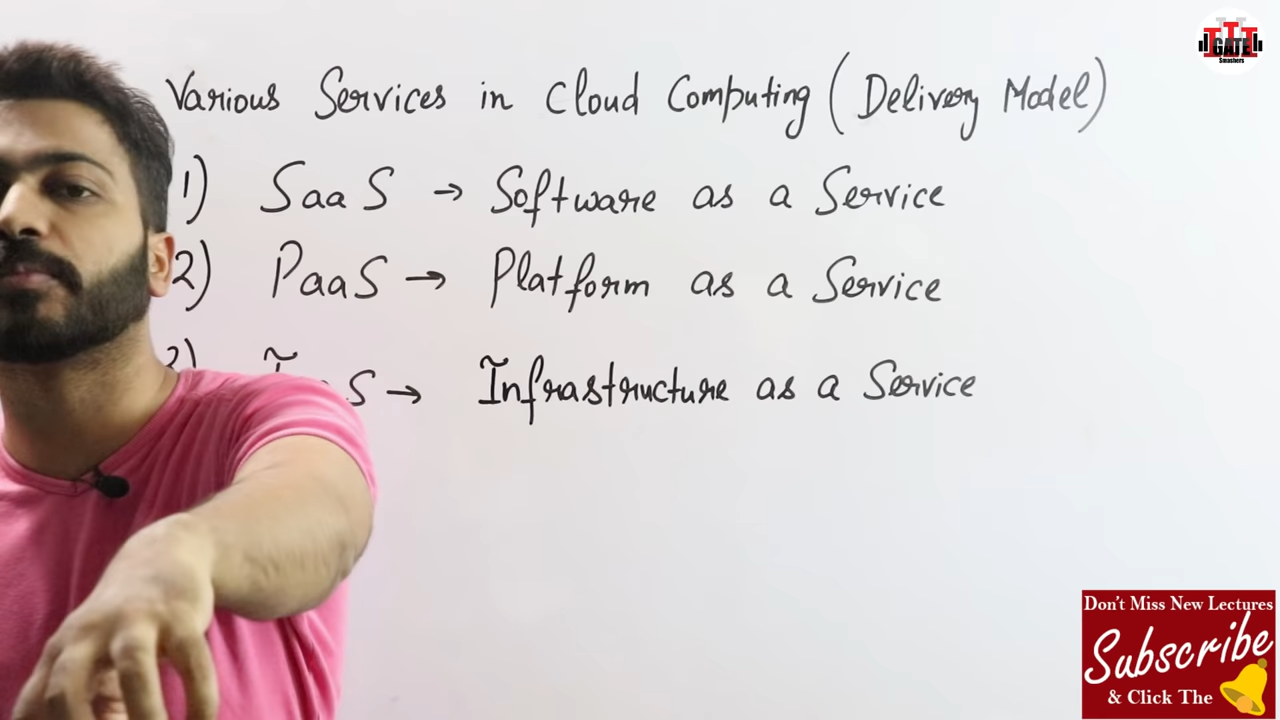 Various Services in Cloud Computing (Delivery Model)
1) SaaS → Software as a Service
2) PaaS → Platform as a Service
3) I S → Infrastructure as a Service
GATE
Smashers
Don't Miss New Lectures
Subscribe
& Click The